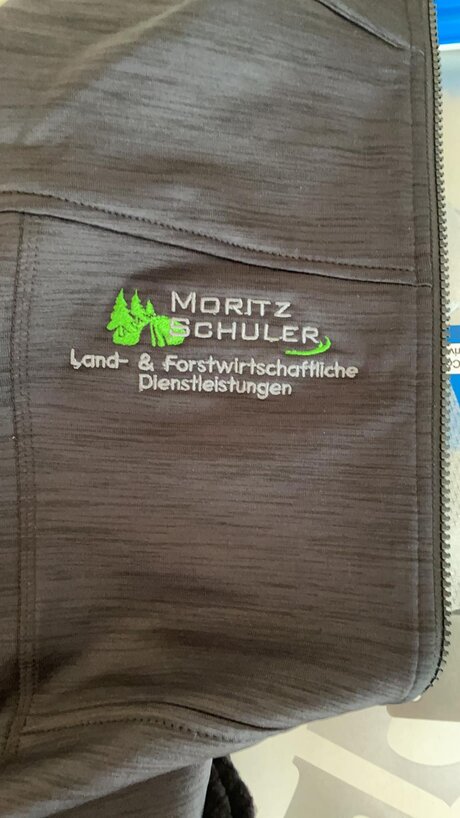 MORITZ
SCHULER
Land- & Forstwirtschaftliche
Dienstleistungen